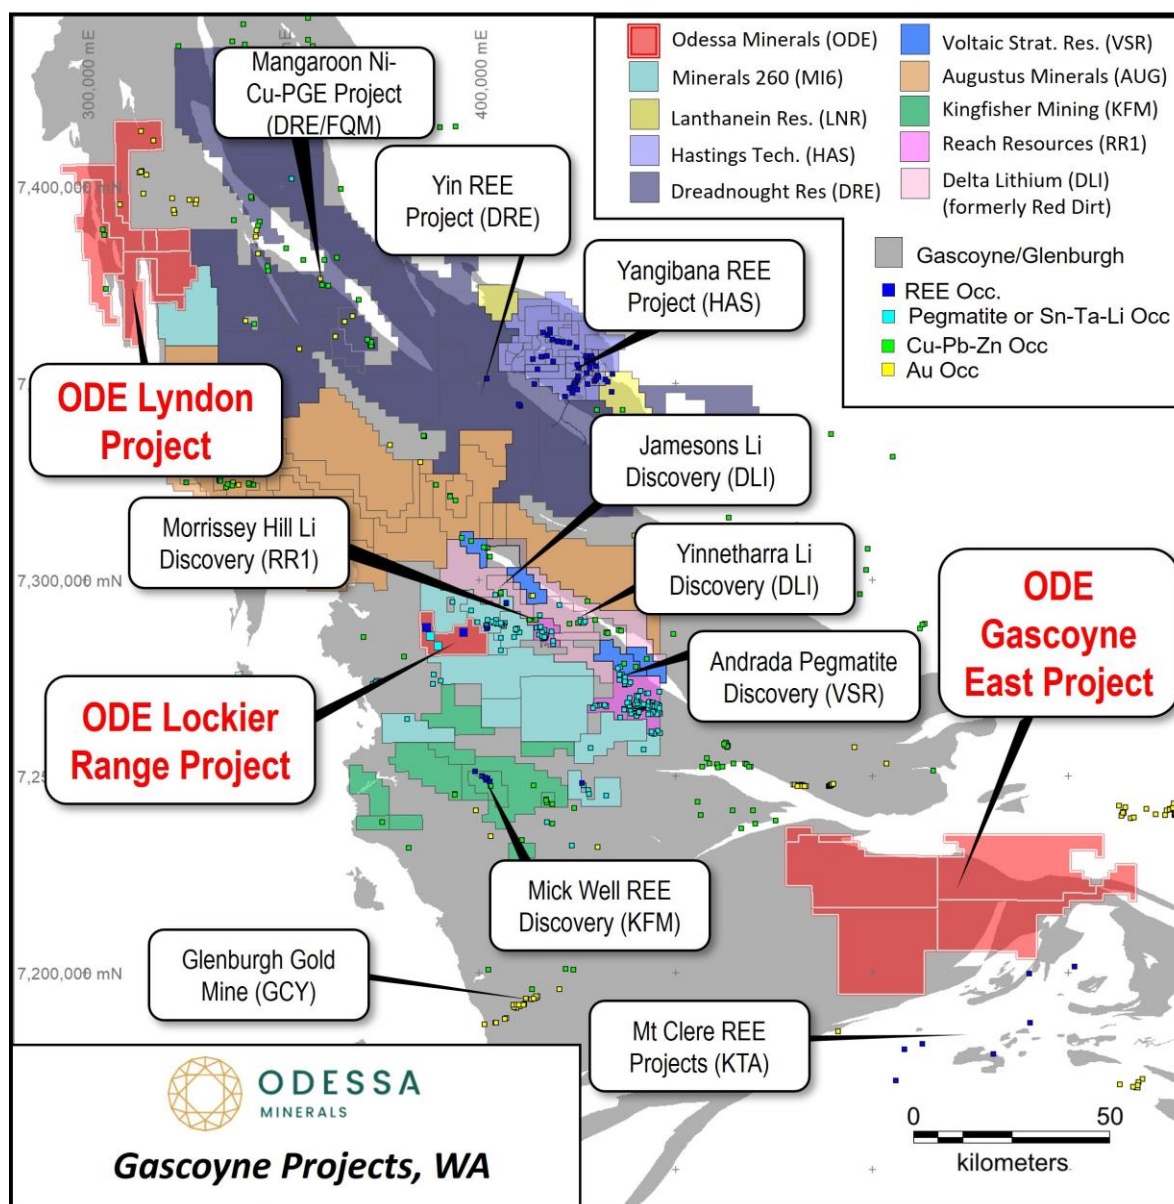 300,000 mE
400,000 mE
Mangaroon Ni-
Cu-PGE Project
(DRE/FQM)
Odessa Minerals (ODE)
Minerals 260 (MI6)
Lanthanein Res. (LNR)
Hastings Tech. (HAS)
Dreadnought Res (DRE)
Voltaic Strat. Res. (VSR)
Augustus Minerals (AUG)
Kingfisher Mining (KFM)
Reach Resources (RR1)
Delta Lithium (DLI)
(formerly Red Dirt)
Gascoyne/Glenburgh
REE Occ.
Pegmatite or Sn-Ta-Li Occ
Cu-Pb-Zn Occ
Au Occ
7,400,000 mN
Yin REE
Project (DRE)
Yangibana REE
Project (HAS)
ODE Lyndon
Project
Jamesons Li
Discovery (DLI)
Morrissey Hill Li
Discovery (RR1)
Yinnetharra Li
Discovery (DLI)
7,300,000 mN
ODE
Gascoyne
East Project
Andrada Pegmatite
Discovery (VSR)
ODE Lockier
Range Project
Mick Well REE
Discovery (KFM)
Glenburgh Gold
Mine (GCY)
7,200,000 mN
Mt Clere REE
Projects (KTA)
ODESSA
MINERALS
Gascoyne Projects, WA
0 50
kilometers